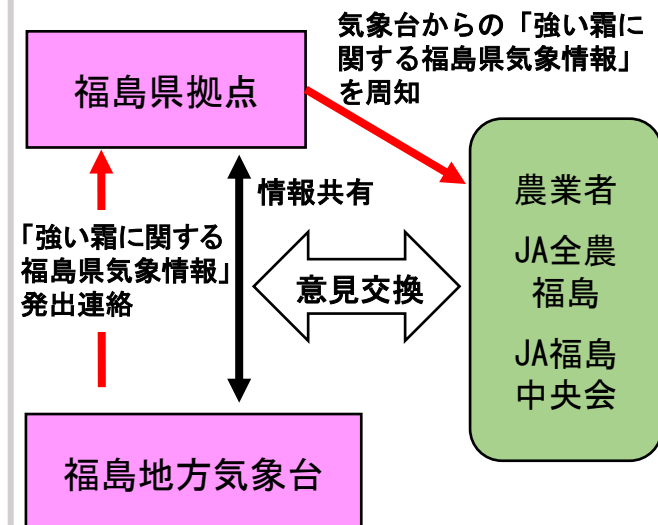 気象台からの「強い霜に
関する福島県気象情報」
を周知
福島県拠点
情報共有
「強い霜に関する
福島県気象情報」
発出連絡
意見交換
農業者
JA全農
福島
JA福島
中央会
福島地方気象台